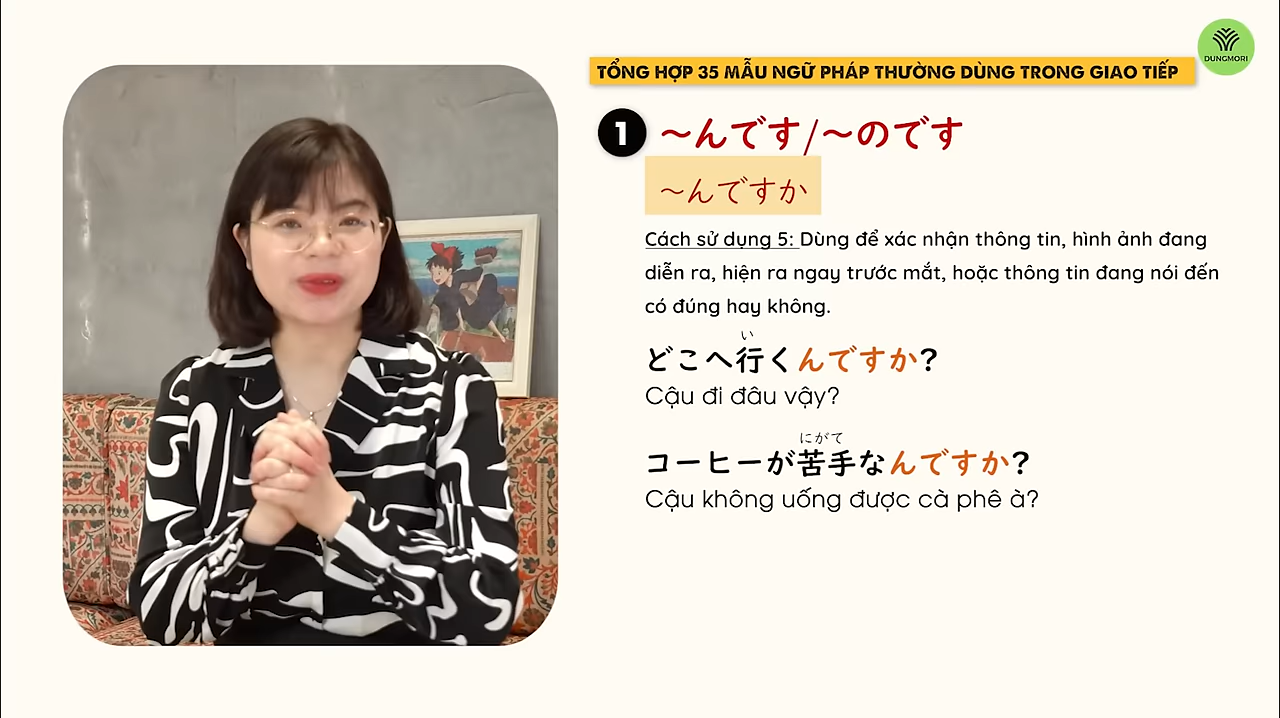 DUNGMORI
TỔNG HỢP 35 MẪU NGỮ PHÁP THƯỜNG DÙNG TRONG GIAO TIẾP
1 ～んです/～のです
～んですか
Cách sử dụng 5: Dùng để xác nhận thông tin, hình ảnh đang
diễn ra, hiện ra ngay trước mắt, hoặc thông tin đang nói đến
có đúng hay không.
い
どこへ行くんですか?
Cậu đi đâu vậy?
にがて
コーヒーが苦手なんですか?
Cậu không uống được cà phê à?